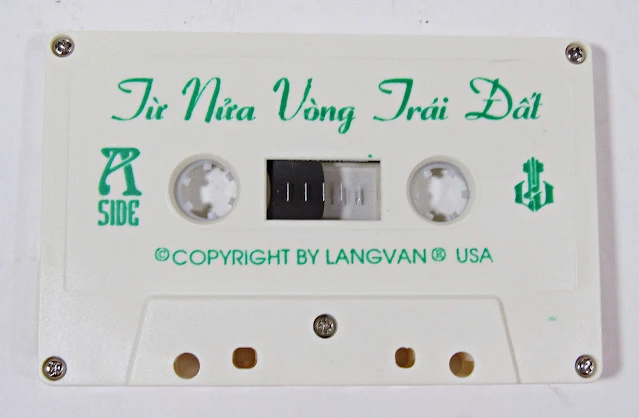 Từ Nửa Vòng Trái Đất
A
SIDE
©COPYRIGHT BY LANGVAN® USA